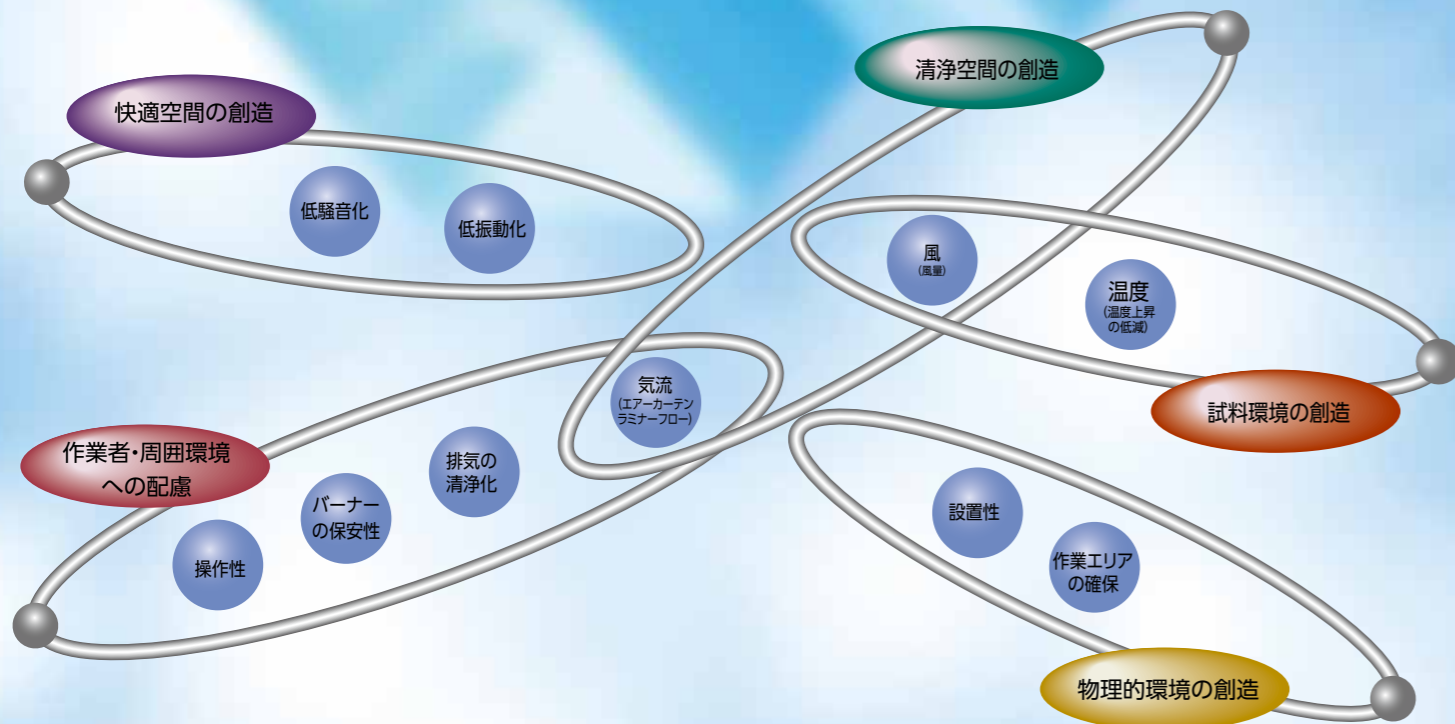 快適空間の創造
低騒音化
低振動化
清浄空間の創造
風
(風量)
温度
(温度上昇
の低減)
試料環境の創造
気流
(エアーカーテン
ラミナーフロー)
作業者・周囲環境
への配慮
排気の
清浄化
バーナー
の保安性
操作性
設置性
作業エリア
の確保
物理的環境の創造